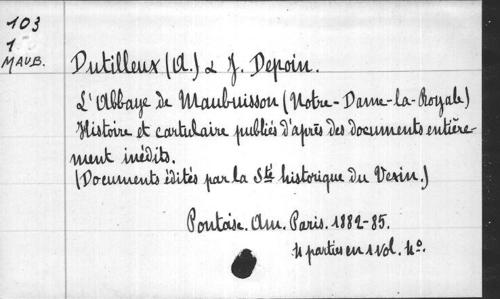 103
1
MAUB.
Dutilleux (A.) & J. Depoin.
L'Abbaye de Maubuisson (Notre-Dame-la-Royale)
Histoire et cartulaire publiés d'après des documents entière-
ment inédits.
(Documents édités par la Sté historique du Vexin.)
Pontoise. Am. Paris. 1882-85.
4 parties en 1 vol. 4°.